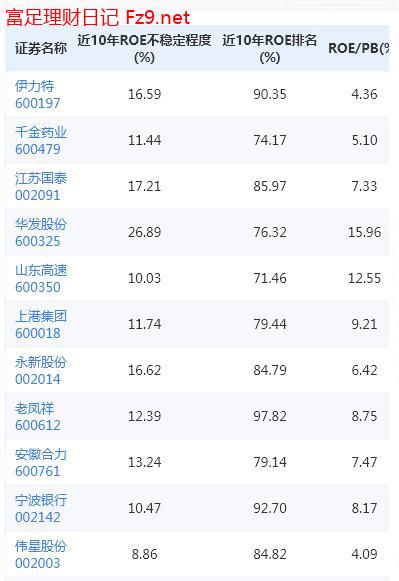 富足理财日记 Fz9.net
证券名称 近10年ROE不稳定程度(%) 近10年ROE排名(%) ROE/PB(%
伊力特 600197 16.59 90.35 4.36
千金药业 600479 11.44 74.17 5.10
江苏国泰 002091 17.21 85.97 7.33
华发股份 600325 26.89 76.32 15.96
山东高速 600350 10.03 71.46 12.55
上港集团 600018 11.74 79.44 9.21
永新股份 002014 16.62 84.79 6.42
老凤祥 600612 12.39 97.82 8.75
安徽合力 600761 13.24 79.14 7.47
宁波银行 002142 10.47 92.70 8.17
伟星股份 002003 8.86 84.82 4.09